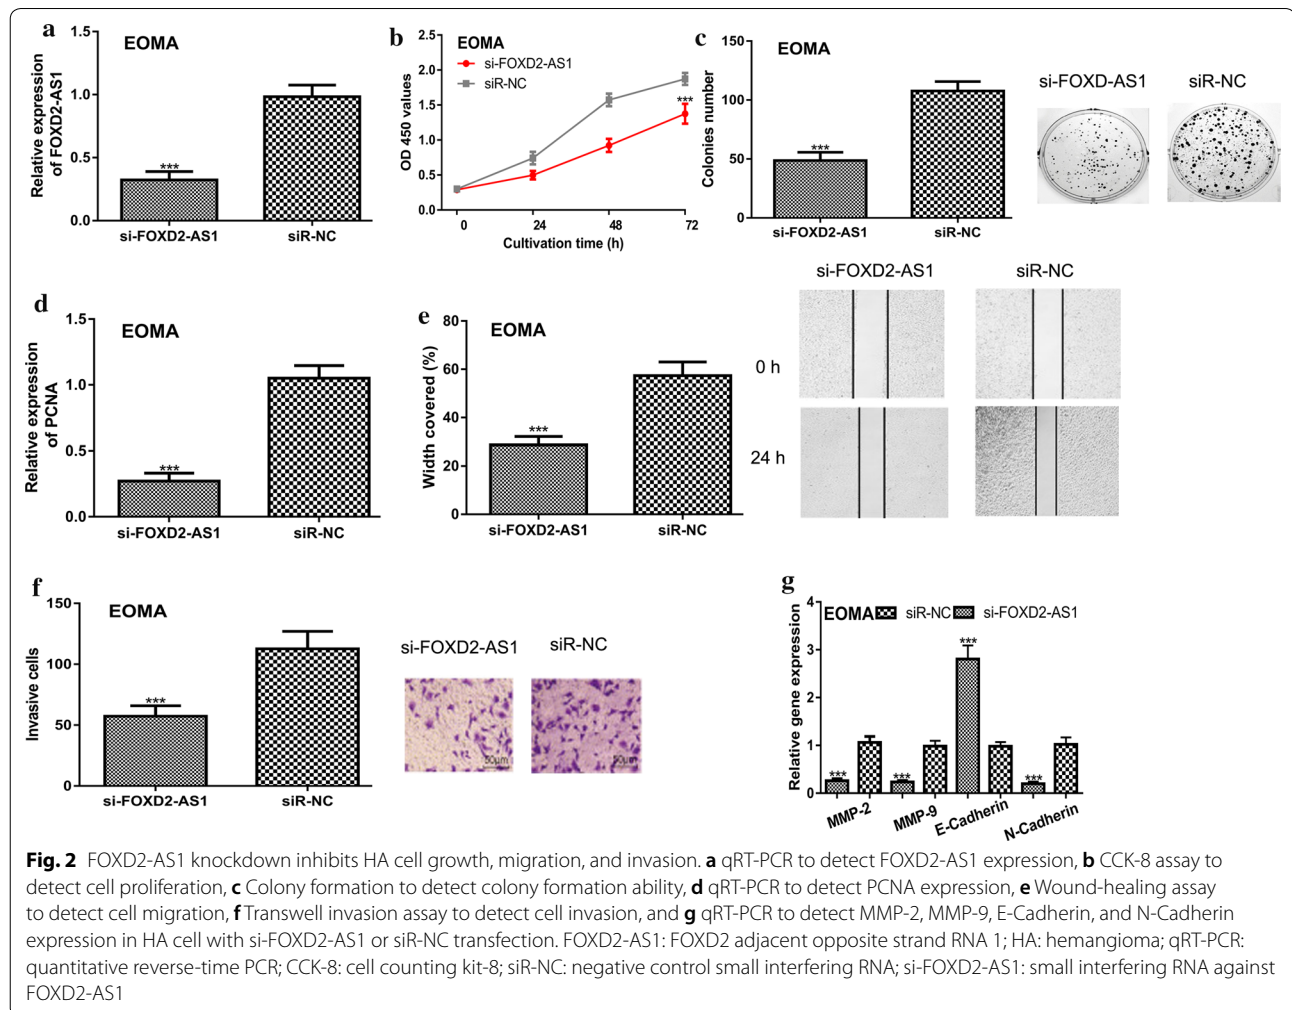 a
EOMA
Relative expression
of FOXD2-AS1
1.5
1.0
0.5
0.0
***
si-FOXD2-AS1
siR-NC
b
EOMA
si-FOXD2-AS1
siR-NC
OD 450 values
2.5
2.0
1.5
1.0
0.5
0.0
***
0 24 48 72
Cultivation time (h)
c
EOMA
Colonies number
150
100
50
0
***
si-FOXD2-AS1
siR-NC
si-FOXD-AS1
siR-NC
d
EOMA
Relative expression
of PCNA
1.5
1.0
0.5
0.0
***
si-FOXD2-AS1
siR-NC
e
EOMA
Width covered (%)
80
60
40
20
0
***
si-FOXD2-AS1
siR-NC
si-FOXD2-AS1
siR-NC
0 h
24 h
f
EOMA
Invasive cells
150
100
50
0
***
si-FOXD2-AS1
siR-NC
si-FOXD2-AS1
siR-NC
50μm
50μm
g
EOMA
siR-NC
si-FOXD2-AS1
Relative gene expression
4
3
2
1
0
***
***
***
***
MMP-2
MMP-9
E-Cadherin
N-Cadherin
Fig. 2 FOXD2-AS1 knockdown inhibits HA cell growth, migration, and invasion. a qRT-PCR to detect FOXD2-AS1 expression, b CCK-8 assay to
detect cell proliferation, c Colony formation to detect colony formation ability, d qRT-PCR to detect PCNA expression, e Wound-healing assay
to detect cell migration, f Transwell invasion assay to detect cell invasion, and g qRT-PCR to detect MMP-2, MMP-9, E-Cadherin, and N-Cadherin
expression in HA cell with si-FOXD2-AS1 or siR-NC transfection. FOXD2-AS1: FOXD2 adjacent opposite strand RNA 1; HA: hemangioma; qRT-PCR:
quantitative reverse-time PCR; CCK-8: cell counting kit-8; siR-NC: negative control small interfering RNA; si-FOXD2-AS1: small interfering RNA against
FOXD2-AS1